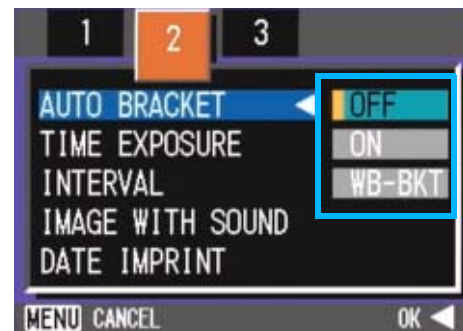 1 2 3
AUTO BRACKET OFF
TIME EXPOSURE ON
INTERVAL WB-BKT
IMAGE WITH SOUND
DATE IMPRINT
MENU CANCEL OK